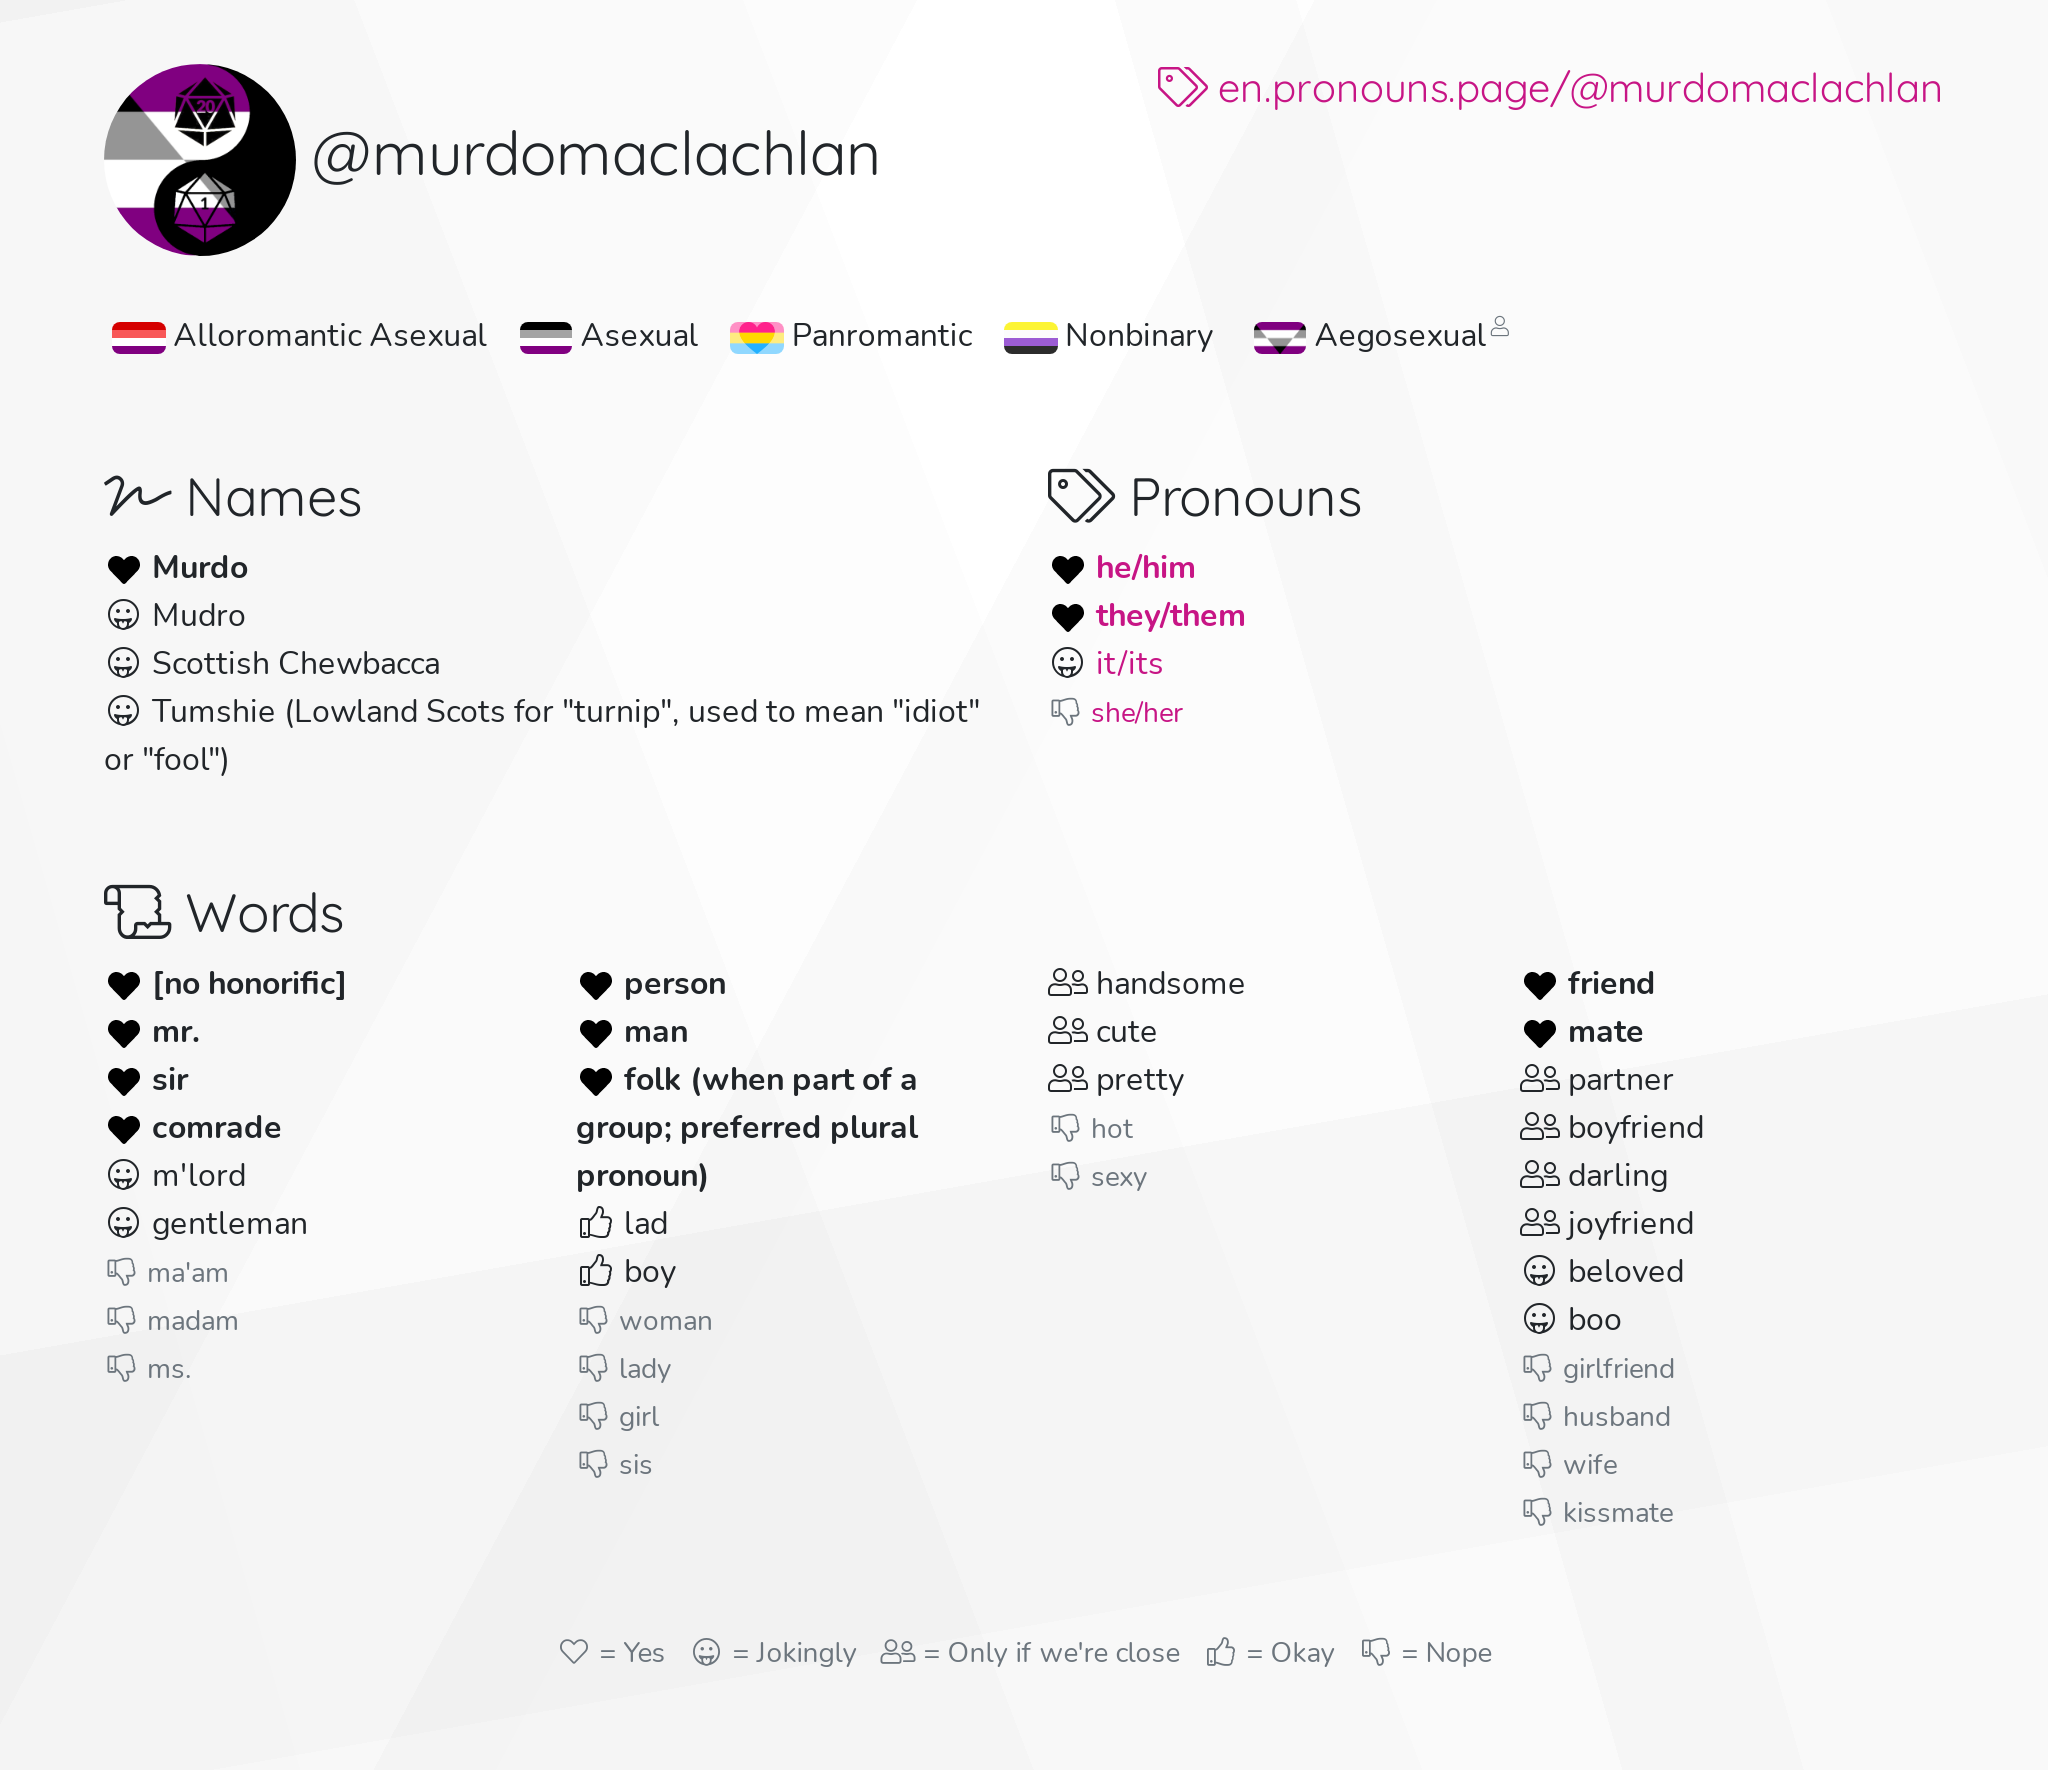 en.pronouns.page/@murdomaclachlan
20
1
@murdomaclachlan
Alloromantic Asexual Asexual Panromantic Nonbinary Aegosexual
Names
Murdo
Mudro
Scottish Chewbacca
Tumshie (Lowland Scots for "turnip", used to mean "idiot"
or "fool")
Pronouns
he/him
they/them
it/its
she/her
Words
[no honorific]
mr.
sir
comrade
m'lord
gentleman
ma'am
madam
ms.
person
man
folk (when part of a
group; preferred plural
pronoun)
lad
boy
woman
lady
girl
sis
handsome
cute
pretty
hot
sexy
friend
mate
partner
boyfriend
darling
joyfriend
beloved
boo
girlfriend
husband
wife
kissmate
= Yes = Jokingly = Only if we're close = Okay = Nope